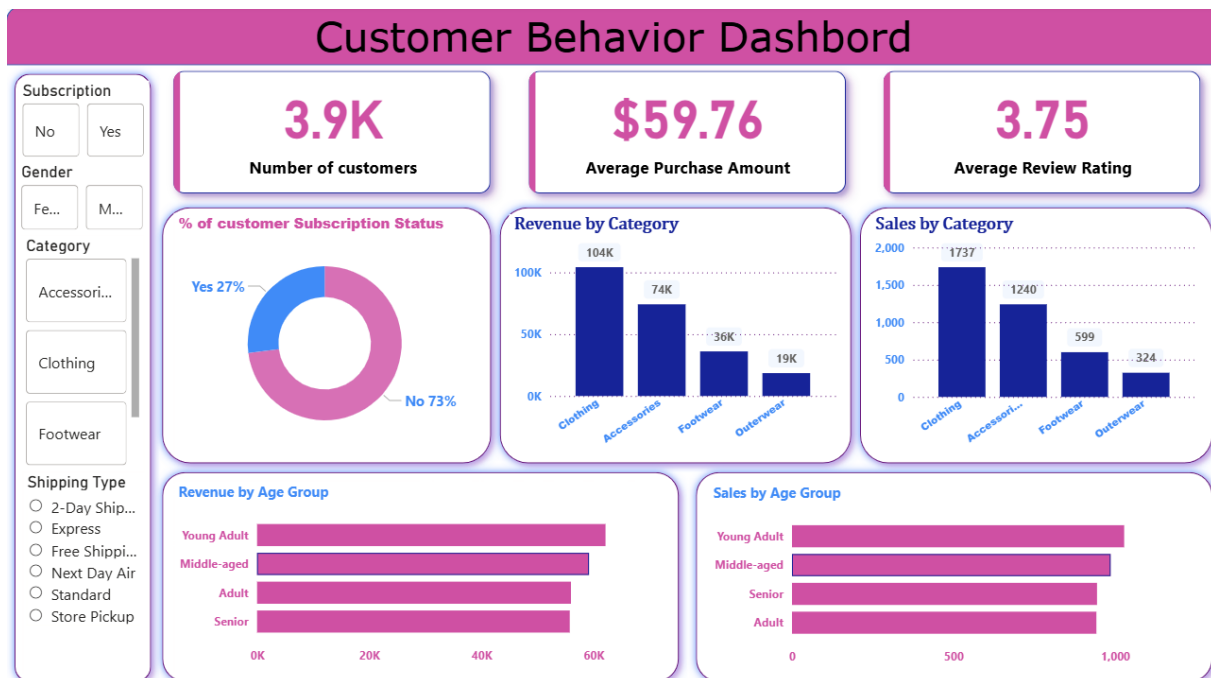 Customer Behavior Dashbord
Subscription
No
Yes
Gender
Fe...
M...
Category
Accessori...
Clothing
Footwear
Shipping Type
2-Day Ship...
Express
Free Shippi...
Next Day Air
Standard
Store Pickup
3.9K
Number of customers
$59.76
Average Purchase Amount
3.75
Average Review Rating
% of customer Subscription Status
Yes 27%
No 73%
Revenue by Category
100K
50K
0K
104K
74K
36K
19K
Clothing
Accessories
Footwear
Outerwear
Sales by Category
2,000
1,500
1,000
500
0
1737
1240
599
324
Clothing
Accessori...
Footwear
Outerwear
Revenue by Age Group
Young Adult
Middle-aged
Adult
Senior
0K 20K 40K 60K
Sales by Age Group
Young Adult
Middle-aged
Senior
Adult
0 500 1,000